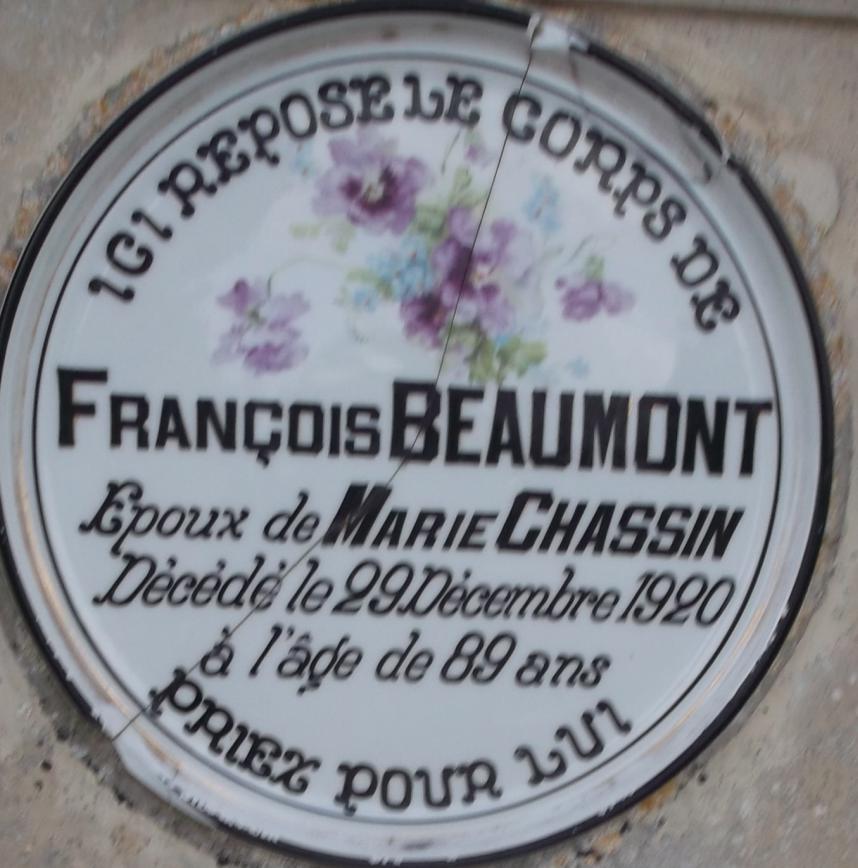 ICI REPOSE LE CORPS DE
FRANÇOIS BEAUMONT
Epoux de MARIE CHASSIN
Décédé le 29 Décembre 1920
à l'âge de 89 ans
PRIEZ POUR LUI